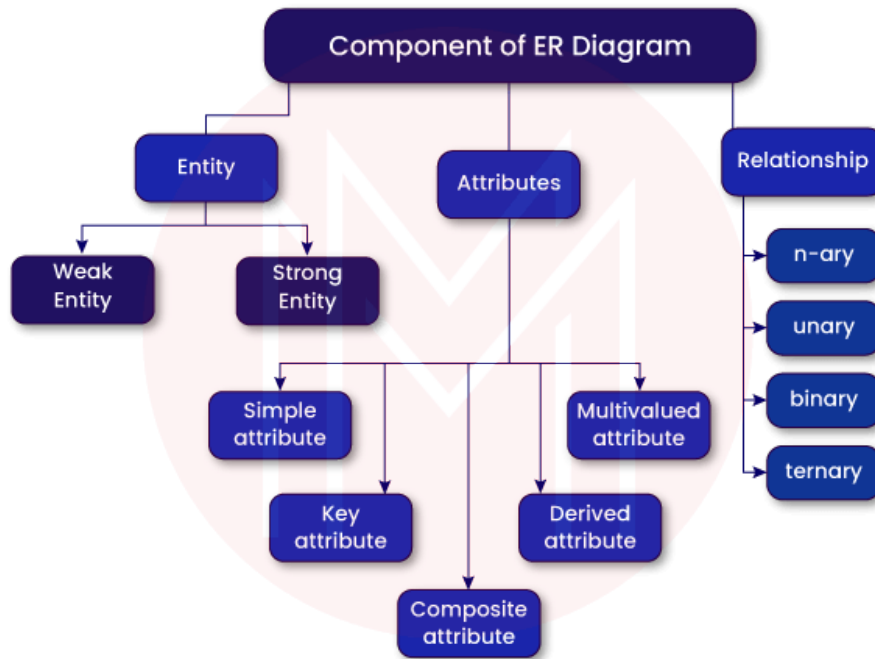 Component of ER Diagram
Entity
Attributes
Relationship
Weak
Entity
Strong
Entity
n-ary
unary
binary
ternary
Simple
attribute
Multivalued
attribute
Key
attribute
Derived
attribute
Composite
attribute